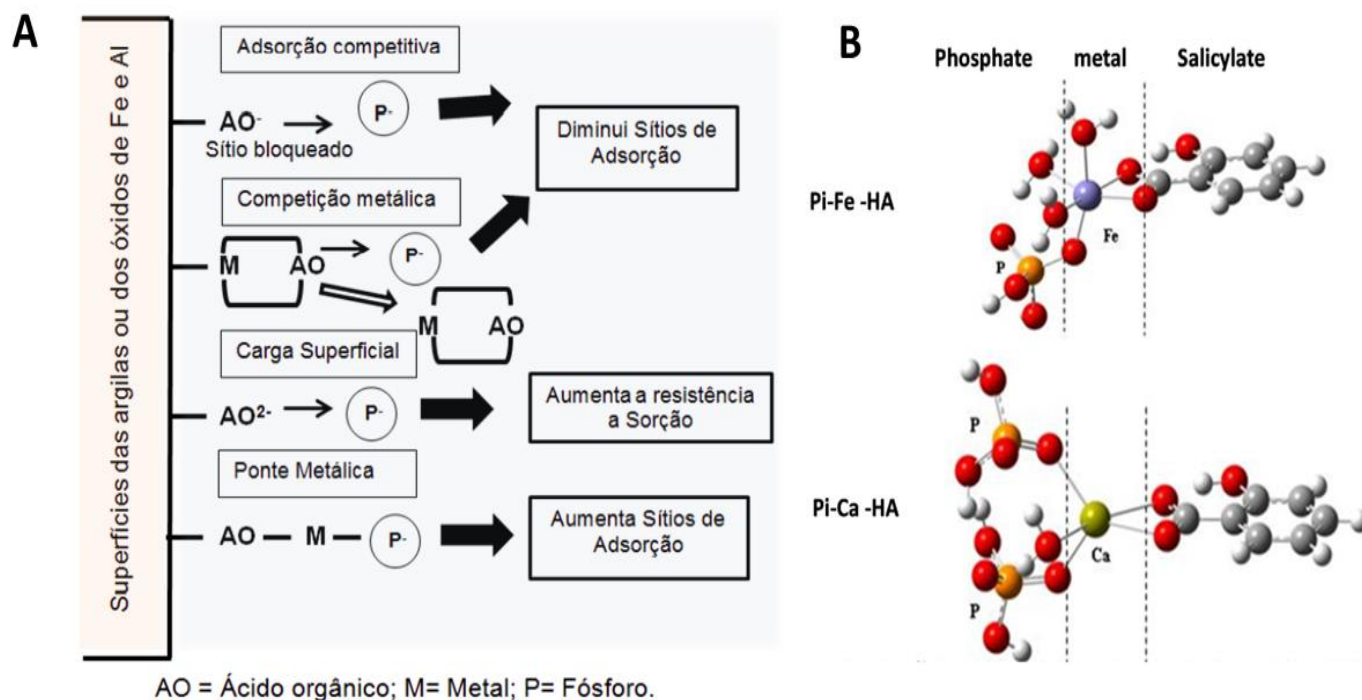 A
Superfícies das argilas ou dos óxidos de Fe e Al
Adsorção competitiva
AO-
P-
Sítio bloqueado
Diminui Sítios de
Adsorção
Competição metálica
M
AO
P-
M
AO
Carga Superficial
AO2-
P-
Aumenta a resistência
a Sorção
Ponte Metálica
AO
M
P-
Aumenta Sítios de
Adsorção
AO = Ácido orgânico; M= Metal; P= Fósforo.
B
Phosphate
metal
Salicylate
Pi-Fe -HA
Fe
P
Pi-Ca -HA
P
Ca
P